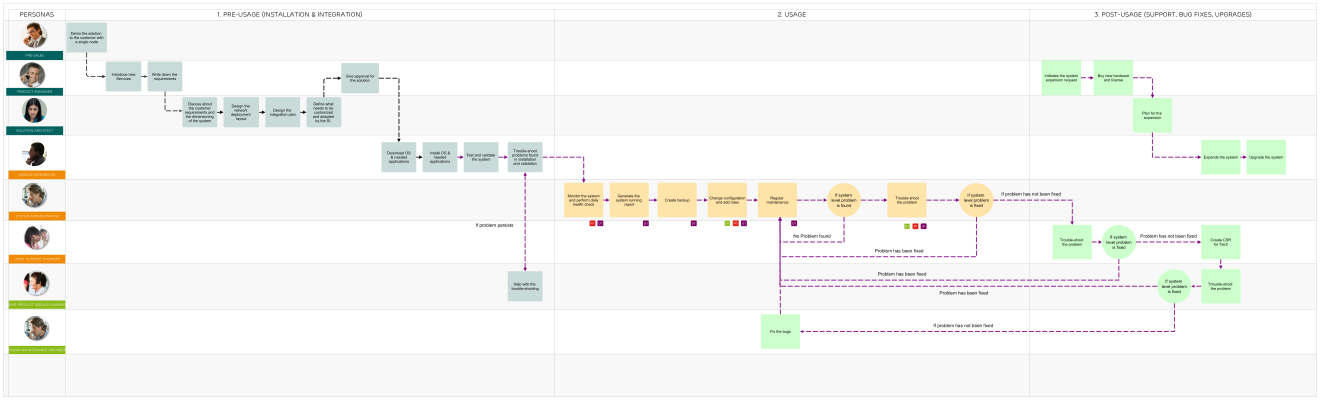 PERSONAS
1. PRE-USAGE (INSTALLATION & INTEGRATION)
2. USAGE
3. POST-USAGE (SUPPORT, BUG FIXES, UPGRADES)
Demo the solution
to the customer with
a single node
PRE-SALES
Introduce new
Services
Write down the
requirements
Give approval for
the solution
Initiates the system
expansion request
Buy new hardware
and license
PRODUCT MANAGER
Discuss about
the customer
requirements and
the dimensioning
of the system
Design the
network
deployment
layout
Design the
integration plan
Define what
needs to be
customized
and adapted
by the SI
Plan for the
expansion
SOLUTION ARCHITECT
Download OS
& needed
applications
Install OS &
needed
applications
Test and validate
the system
Trouble-shoot
problems found
in installation
and validation
Expands the system
Upgrade the system
SERVICE INTEGRATOR
Monitor the system
and perform daily
health check
Generate the
system running
report
Create backup
Change configuration
and add rules
Regular
maintenance
If system
level problem
is found
Trouble-shoot
the problem
If system
level problem
is fixed
If problem has not been fixed
SYSTEM ADMINISTRATOR
If problem persists
No Problem found
Problem has been fixed
Trouble-shoot
the problem
If system
level problem
is fixed
Problem has not been fixed
Create CSR
for Tier2
LOCAL SUPPORT ENGINEER
Help with the
trouble-shooting
Problem has been fixed
Problem has been fixed
If system
level problem
is fixed
Trouble-shoot
the problem
Fix the bugs
If problem has not been fixed